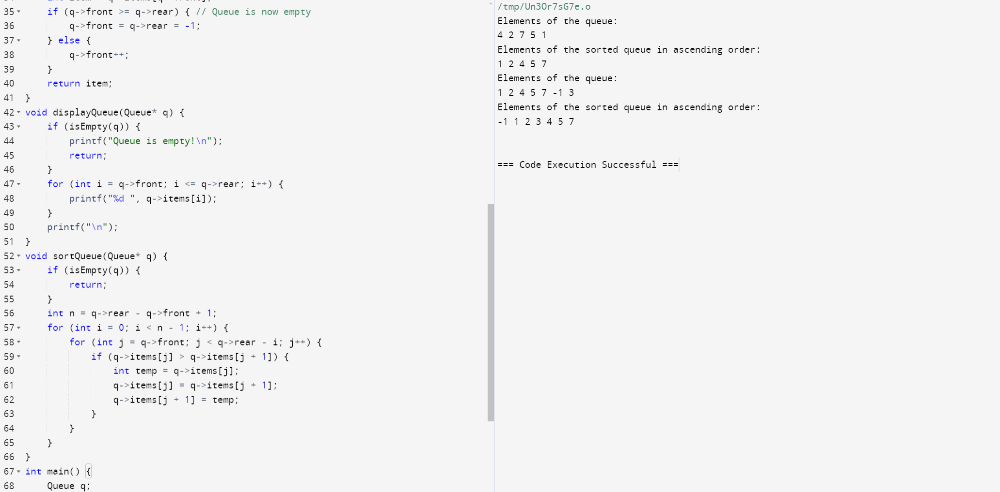 35 if (q->front >= q->rear) { // Queue is now empty
36 q->front = q->rear = -1;
37 } else {
38 q->front++;
39 }
40 return item;
41 }
42 void displayQueue(Queue* q) {
43 if (isEmpty(q)) {
44 printf("Queue is empty!\n");
45 return;
46 }
47 for (int i = q->front; i <= q->rear; i++) {
48 printf("%d ", q->items[i]);
49 }
50 printf("\n");
51 }
52 void sortQueue(Queue* q) {
53 if (isEmpty(q)) {
54 return;
55 }
56 int n = q->rear - q->front + 1;
57 for (int i = 0; i < n - 1; i++) {
58 for (int j = q->front; j < q->rear - i; j++) {
59 if (q->items[j] > q->items[j + 1]) {
60 int temp = q->items[j];
61 q->items[j] = q->items[j + 1];
62 q->items[j + 1] = temp;
63 }
64 }
65 }
66 }
67 int main() {
68 Queue q;
/tmp/Un3Or7sG7e.o
Elements of the queue:
4 2 7 5 1
Elements of the sorted queue in ascending order:
1 2 4 5 7
Elements of the queue:
1 2 4 5 7 -1 3
Elements of the sorted queue in ascending order:
-1 1 2 3 4 5 7
=== Code Execution Successful ===